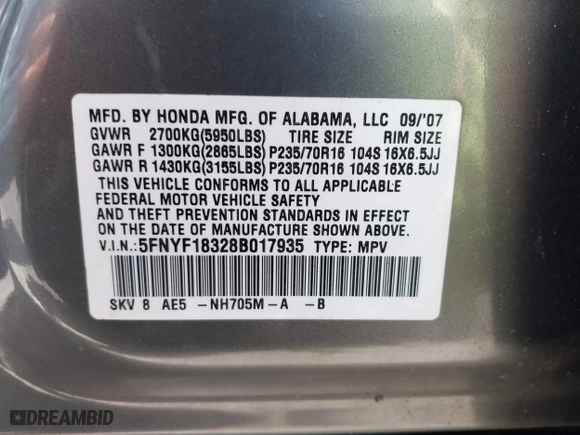 MFD. BY HONDA MFG. OF ALABAMA, LLC 09/'07
GVWR 2700KG(5950LBS) TIRE SIZE RIM SIZE
GAWR F 1300KG(2865LBS) P235/70R16 104S 16X6.5JJ
GAWR R 1430KG(3155LBS) P235/70R16 104S 16X6.5JJ
THIS VEHICLE CONFORMS TO ALL APPLICABLE
FEDERAL MOTOR VEHICLE SAFETY
AND THEFT PREVENTION STANDARDS IN EFFECT
ON THE DATE OF MANUFACTURE SHOWN ABOVE.
V.I.N.: 5FNYF18328B017935 TYPE: MPV
SKV 8 AE5 -NH705M-A -B
DREAMBID